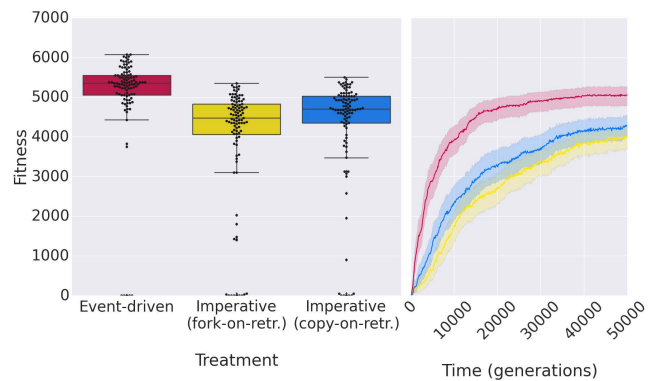 7000
6000
5000
4000
3000
2000
1000
0
Fitness
Event-driven
Imperative
(fork-on-retr.)
Imperative
(copy-on-retr.)
Treatment
0
10000
20000
30000
40000
50000
Time (generations)